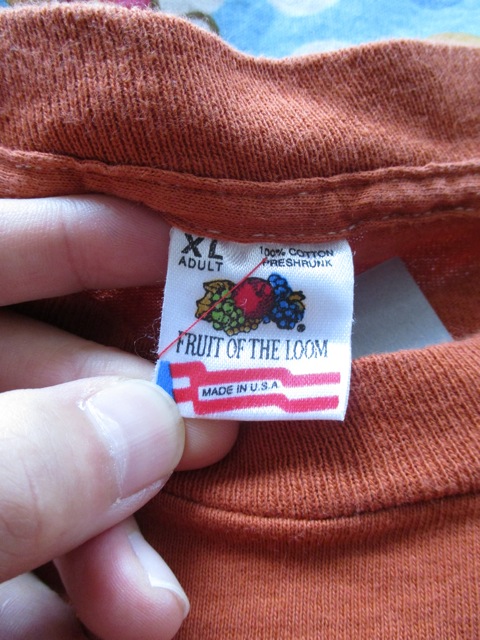 XL
ADULT
100% COTTON
PRESHRUNK
®
FRUIT OF THE LOOM
MADE IN U.S.A